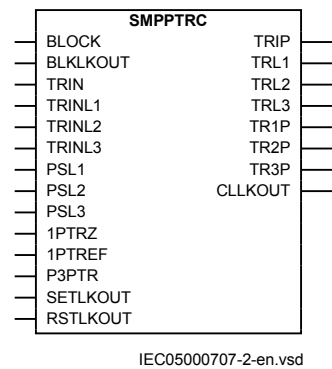 SMPPTRC
BLOCK TRIP
BLKLKOUT TRL1
TRIN TRL2
TRINL1 TRL3
TRINL2 TR1P
TRINL3 TR2P
PSL1 TR3P
PSL2 CLLKOUT
PSL3
1PTRZ
1PTREF
P3PTR
SETLKOUT
RSTLKOUT
IEC05000707-2-en.vsd